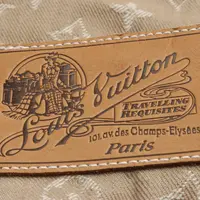 Louis Vuitton
TRAVELLING
REQUISITES
101, av. des Champs-Elysées
Paris